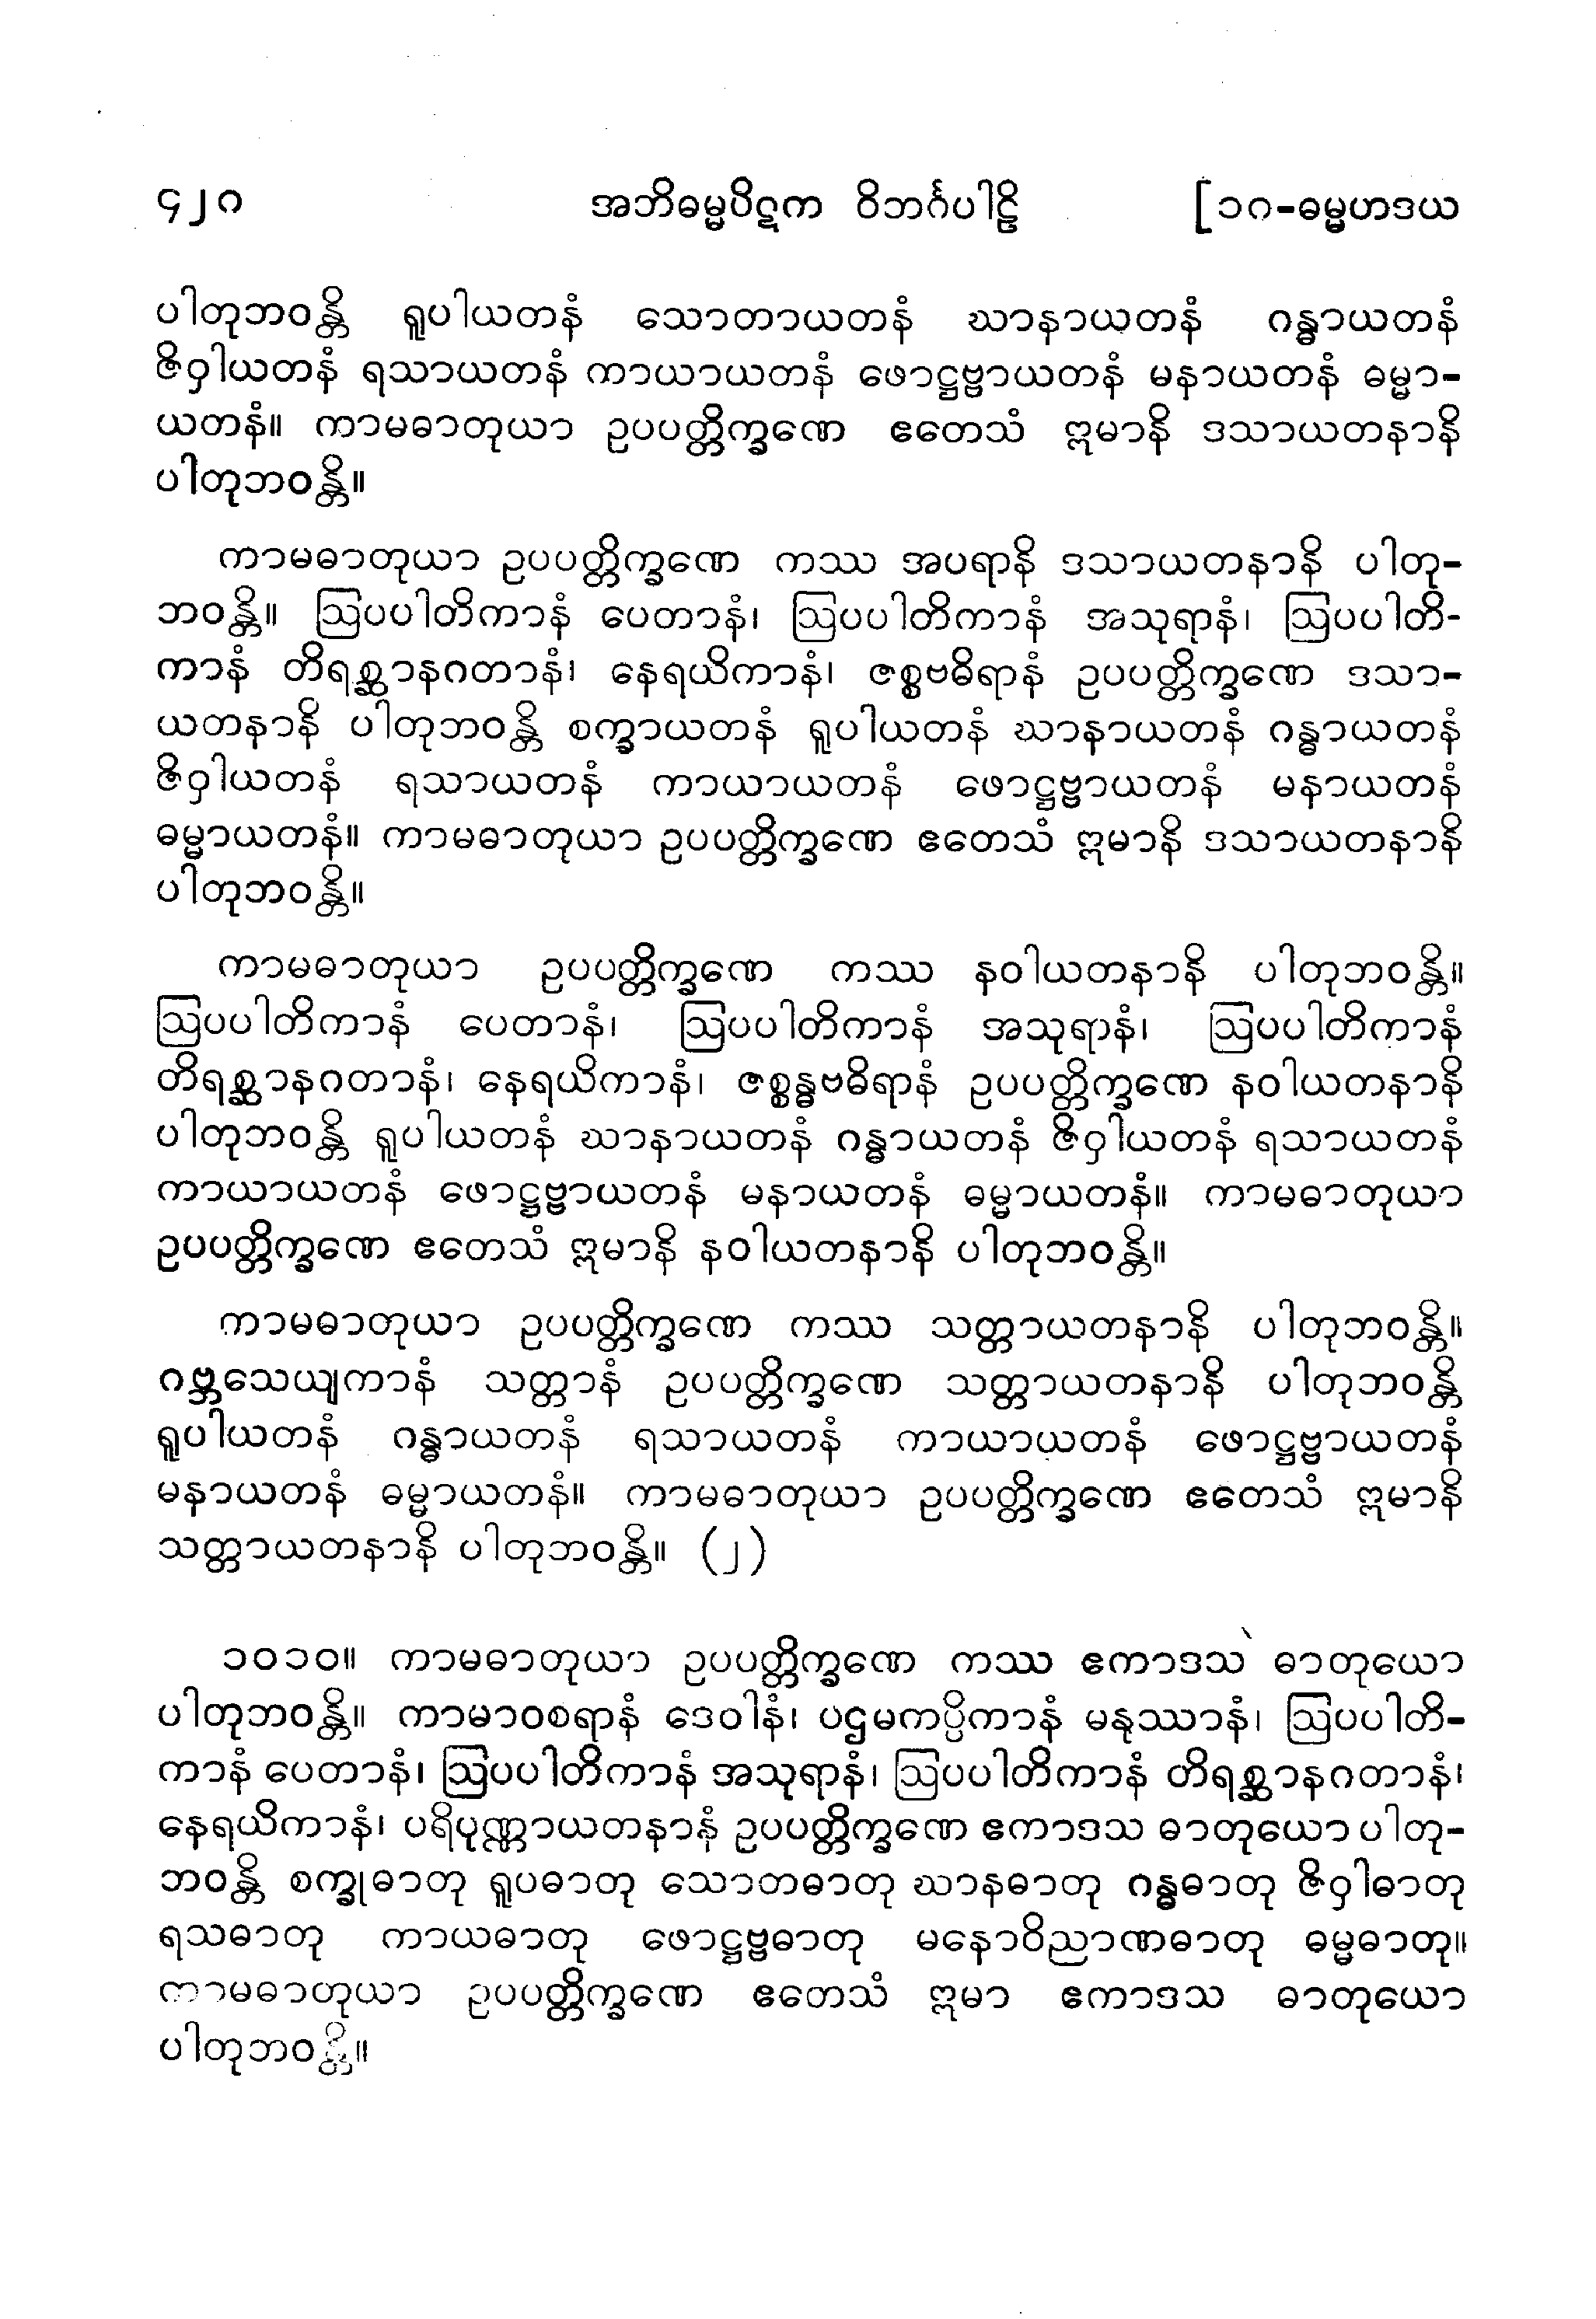 ၄၂၈ အဘိဓမ္မပိဋက ဝိဘင်္ဂပါဠိ [၁၈-ဓမ္မဟဒယ
ပါတုဘဝန္တိ ရူပါယတနံ သောတာယတနံ ဃာနာယတနံ ဂန္ဓာယတနံ
ဇိဝှါယတနံ ရသာယတနံ ကာယာယတနံ ဖောဋ္ဌဗ္ဗာယတနံ မနာယတနံ ဓမ္မာ-
ယတနံ။ ကာမဓာတုယာ ဥပပတ္တိက္ခဏေ ဧတေသံ ဣမာနိ ဒသာယတနာနိ
ပါတုဘဝန္တိ။
ကာမဓာတုယာ ဥပပတ္တိက္ခဏေ ကဿ အပရာနိ ဒသာယတနာနိ ပါတု-
ဘဝန္တိ။ ဩပပါတိကာနံ ပေတာနံ၊ ဩပပါတိကာနံ အသုရာနံ၊ ဩပပါတိ-
ကာနံ တိရစ္ဆာနဂတာနံ၊ နေရယိကာနံ၊ ဇစ္စဗဓိရာနံ ဥပပတ္တိက္ခဏေ ဒသာ-
ယတနာနိ ပါတုဘဝန္တိ စက္ခာယတနံ ရူပါယတနံ ဃာနာယတနံ ဂန္ဓာယတနံ
ဇိဝှါယတနံ ရသာယတနံ ကာယာယတနံ ဖောဋ္ဌဗ္ဗာယတနံ မနာယတနံ
ဓမ္မာယတနံ။ ကာမဓာတုယာ ဥပပတ္တိက္ခဏေ ဧတေသံ ဣမာနိ ဒသာယတနာနိ
ပါတုဘဝန္တိ။
ကာမဓာတုယာ ဥပပတ္တိက္ခဏေ ကဿ နဝါယတနာနိ ပါတုဘဝန္တိ။
ဩပပါတိကာနံ ပေတာနံ၊ ဩပပါတိကာနံ အသုရာနံ၊ ဩပပါတိကာနံ
တိရစ္ဆာနဂတာနံ၊ နေရယိကာနံ၊ ဇစ္စန္ဓဗဓိရာနံ ဥပပတ္တိက္ခဏေ နဝါယတနာနိ
ပါတုဘဝန္တိ ရူပါယတနံ ဃာနာယတနံ ဂန္ဓာယတနံ ဇိဝှါယတနံ ရသာယတနံ
ကာယာယတနံ ဖောဋ္ဌဗ္ဗာယတနံ မနာယတနံ ဓမ္မာယတနံ။ ကာမဓာတုယာ
ဥပပတ္တိက္ခဏေ ဧတေသံ ဣမာနိ နဝါယတနာနိ ပါတုဘဝန္တိ။
ကာမဓာတုယာ ဥပပတ္တိက္ခဏေ ကဿ သတ္တာယတနာနိ ပါတုဘဝန္တိ။
ဂဗ္ဘသေယျကာနံ သတ္တာနံ ဥပပတ္တိက္ခဏေ သတ္တာယတနာနိ ပါတုဘဝန္တိ
ရူပါယတနံ ဂန္ဓာယတနံ ရသာယတနံ ကာယာယတနံ ဖောဋ္ဌဗ္ဗာယတနံ
မနာယတနံ ဓမ္မာယတနံ။ ကာမဓာတုယာ ဥပပတ္တိက္ခဏေ ဧတေသံ ဣမာနိ
သတ္တာယတနာနိ ပါတုဘဝန္တိ။ (၂)
၁၀၁၀။ ကာမဓာတုယာ ဥပပတ္တိက္ခဏေ ကဿ ဧကာဒသ ဓာတုယော
ပါတုဘဝန္တိ။ ကာမာဝစရာနံ ဒေဝါနံ၊ ပဌမကပ္ပိကာနံ မနုဿာနံ၊ ဩပပါတိ-
ကာနံ ပေတာနံ၊ ဩပပါတိကာနံ အသုရာနံ၊ ဩပပါတိကာနံ တိရစ္ဆာနဂတာနံ၊
နေရယိကာနံ၊ ပရိပုဏ္ဏာယတနာနံ ဥပပတ္တိက္ခဏေ ဧကာဒသ ဓာတုယော ပါတု-
ဘဝန္တိ စက္ခုဓာတု ရူပဓာတု သောတဓာတု ဃာနဓာတု ဂန္ဓဓာတု ဇိဝှါဓာတု
ရသဓာတု ကာယဓာတု ဖောဋ္ဌဗ္ဗဓာတု မနောဝိညာဏဓာတု ဓမ္မဓာတု။
ကာမဓာတုယာ ဥပပတ္တိက္ခဏေ ဧတေသံ ဣမာ ဧကာဒသ ဓာတုယော
ပါတုဘဝန္တိ။